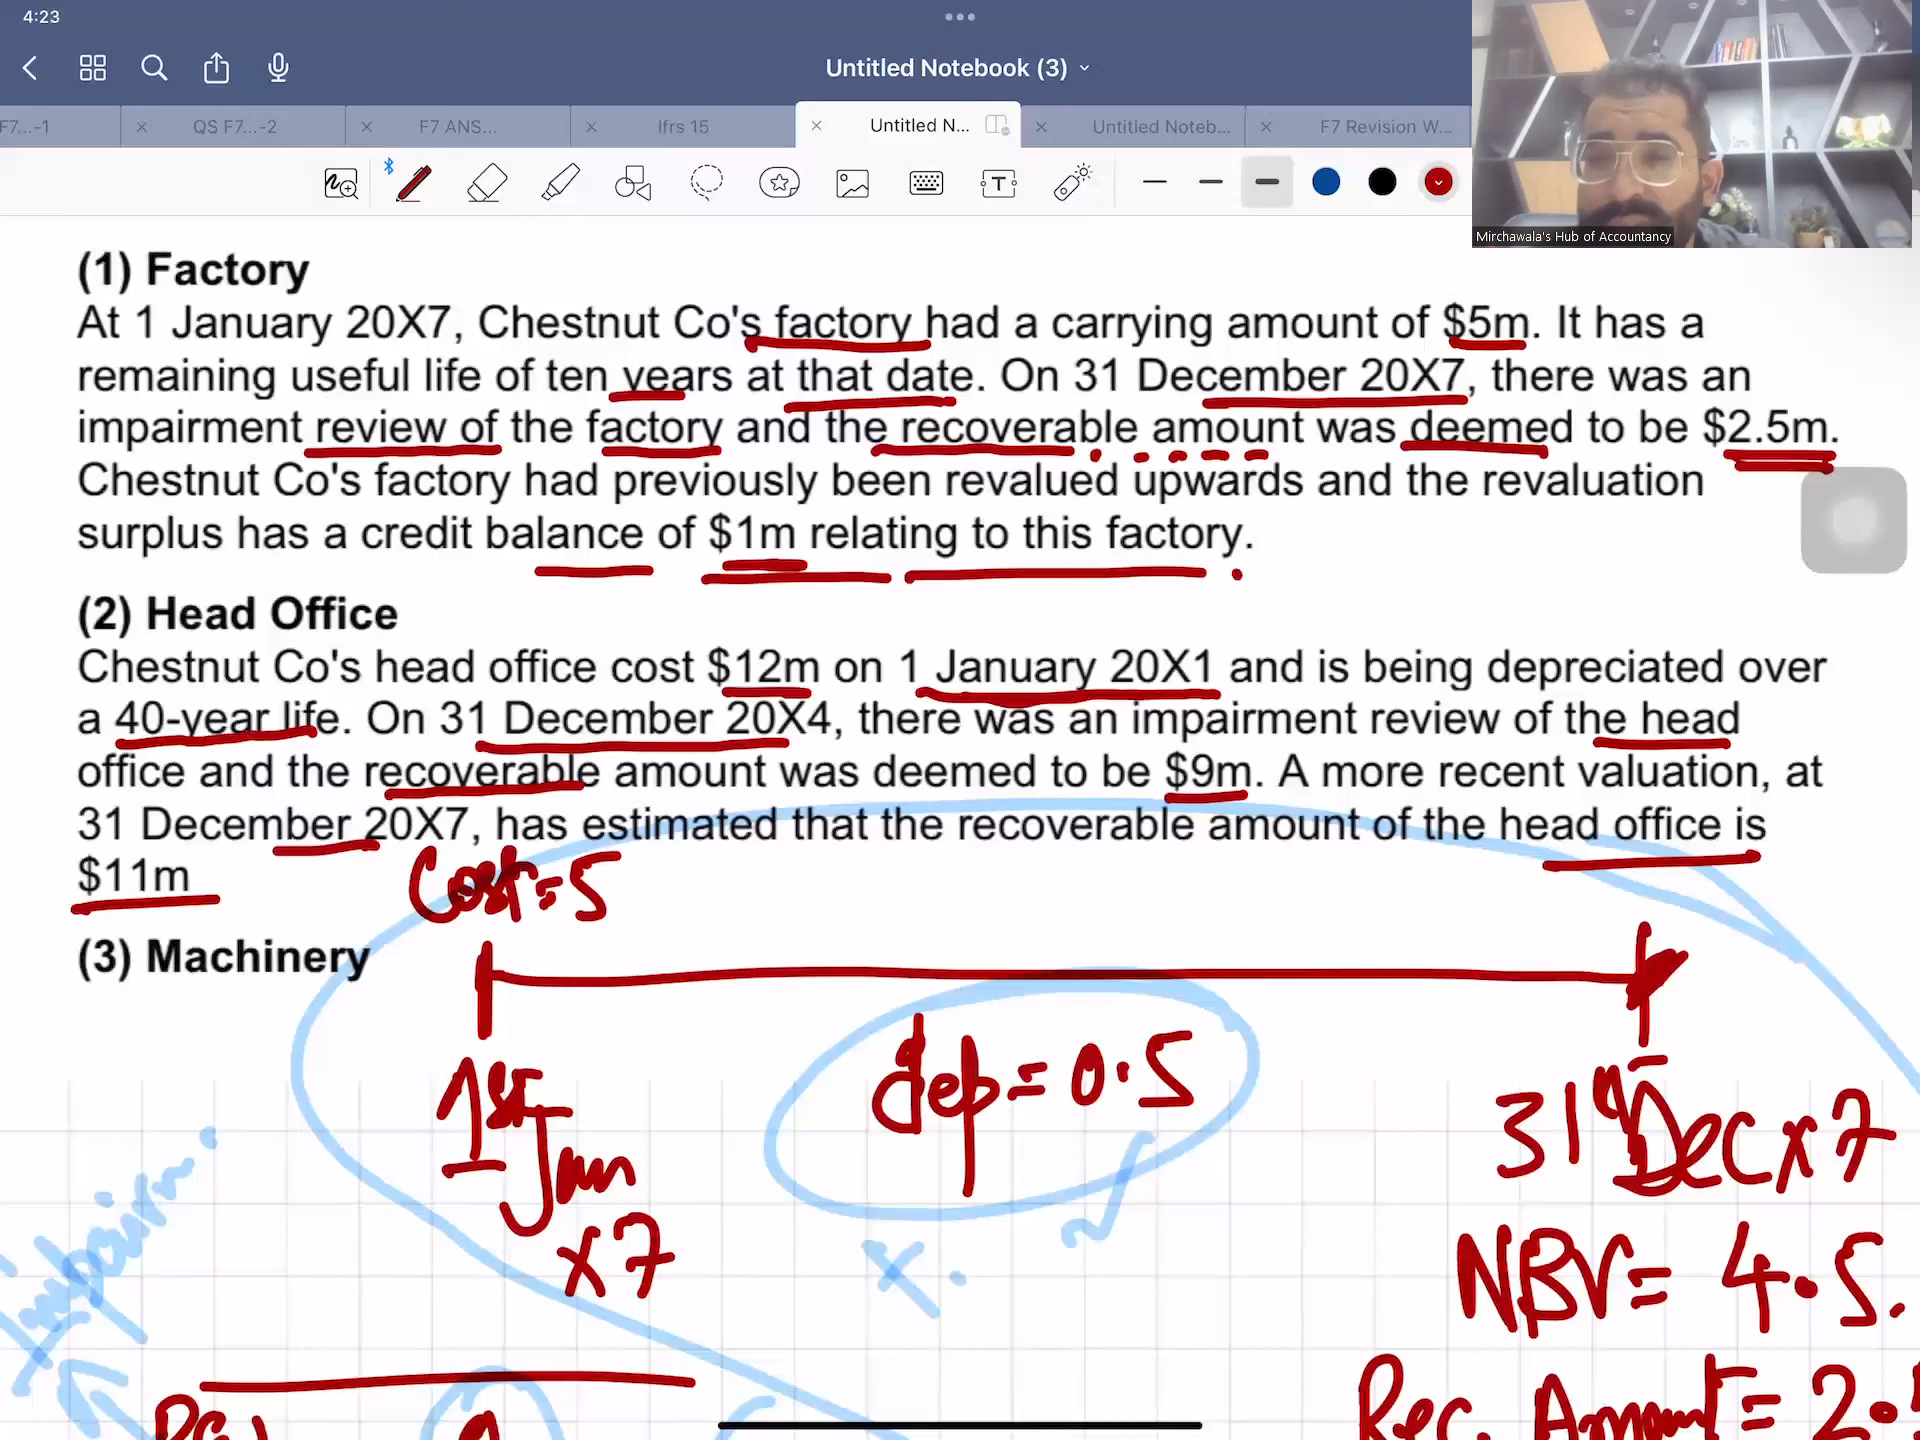 4:23
Untitled Notebook (3)
F7...-1
QS F7...-2
F7 ANS...
Ifrs 15
Untitled N...
Untitled Noteb...
F7 Revision W...
T
Mirchawala's Hub of Accountancy
(1) Factory
At 1 January 20X7, Chestnut Co's factory had a carrying amount of $5m. It has a
remaining useful life of ten years at that date. On 31 December 20X7, there was an
impairment review of the factory and the recoverable amount was deemed to be $2.5m.
Chestnut Co's factory had previously been revalued upwards and the revaluation
surplus has a credit balance of $1m relating to this factory.
(2) Head Office
Chestnut Co's head office cost $12m on 1 January 20X1 and is being depreciated over
a 40-year life. On 31 December 20X4, there was an impairment review of the head
office and the recoverable amount was deemed to be $9m. A more recent valuation, at
31 December 20X7, has estimated that the recoverable amount of the head office is
$11m
Cost=5
(3) Machinery
dep=0.5
1st Jan x7
31st Dec x7
Impairm.
NBV= 4.5.
Rec. Amount=